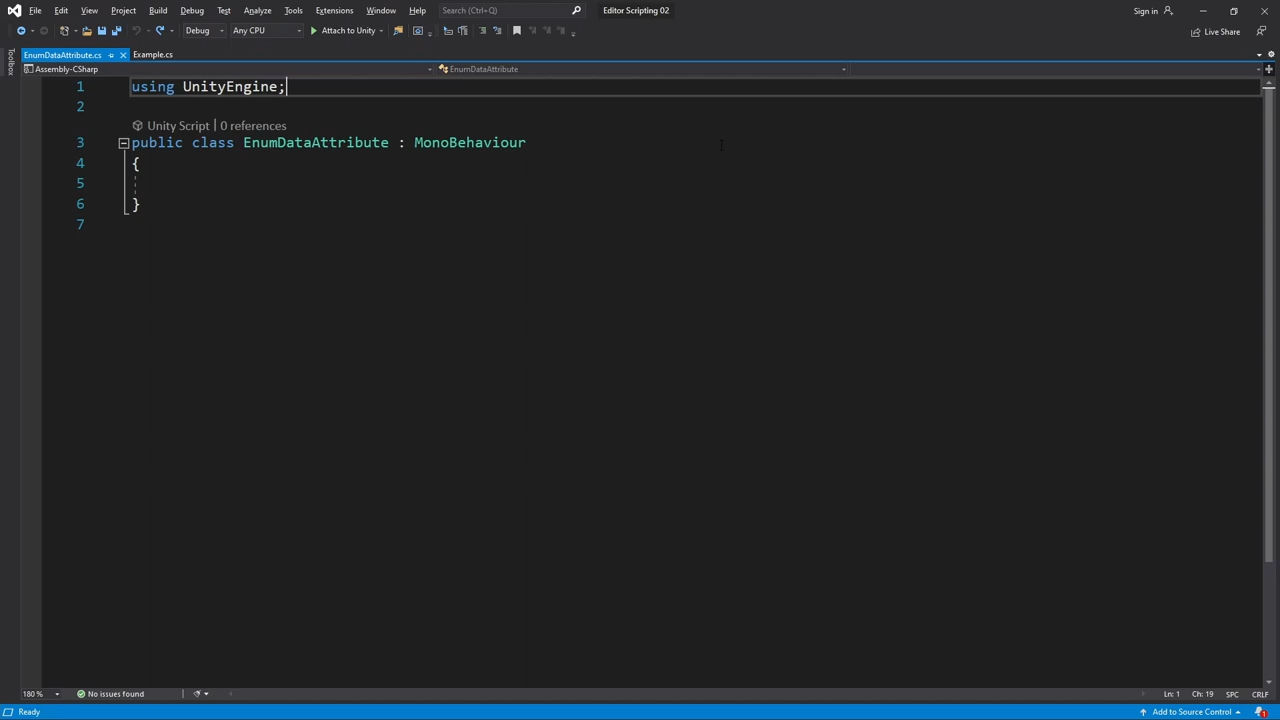 File Edit View Project Build Debug Test Analyze Tools Extensions Window Help Search (Ctrl+Q) Editor Scripting 02 Sign in
Debug Any CPU Attach to Unity Live Share
Toolbox
EnumDataAttribute.cs Example.cs
Assembly-CSharp EnumDataAttribute
1 using UnityEngine;
2
Unity Script | 0 references
3 public class EnumDataAttribute : MonoBehaviour
4 {
5
6 }
7
180 % No issues found Ln: 1 Ch: 19 SPC CRLF
Ready Add to Source Control 1